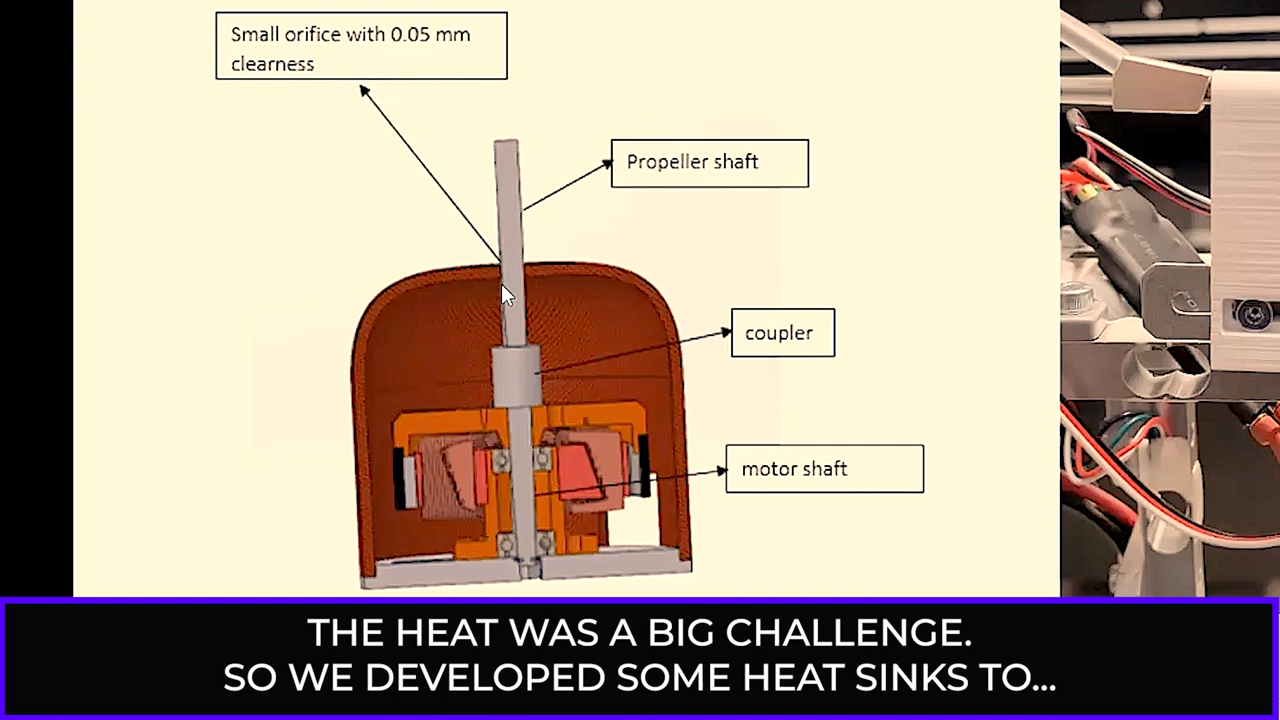 Small orifice with 0.05 mm
clearness
Propeller shaft
coupler
motor shaft
THE HEAT WAS A BIG CHALLENGE.
SO WE DEVELOPED SOME HEAT SINKS TO...